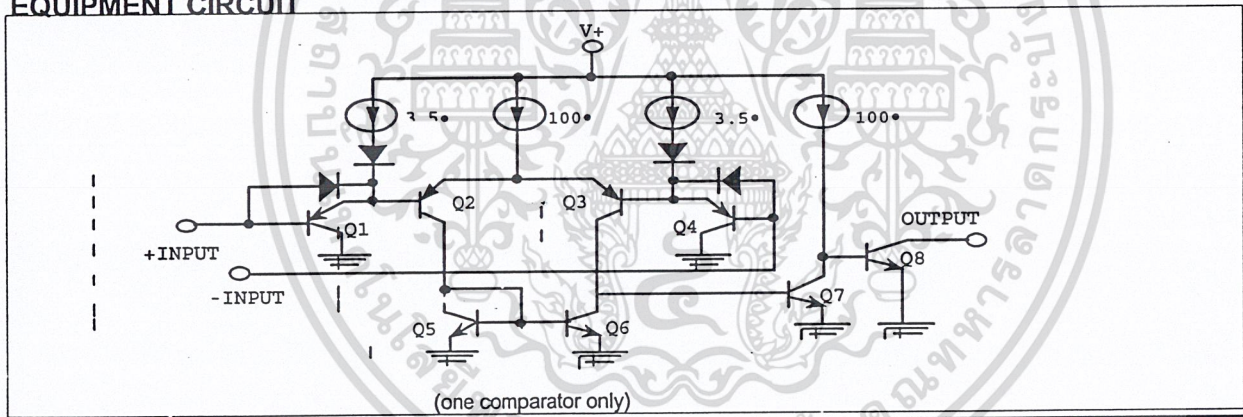 EQUIPMENT CIRCUIT
V+
3.5• 100• 3.5• 100•
Q2 Q3 OUTPUT
+INPUT Q1 Q4 Q8
-INPUT Q7
Q5 Q6
(one comparator only)